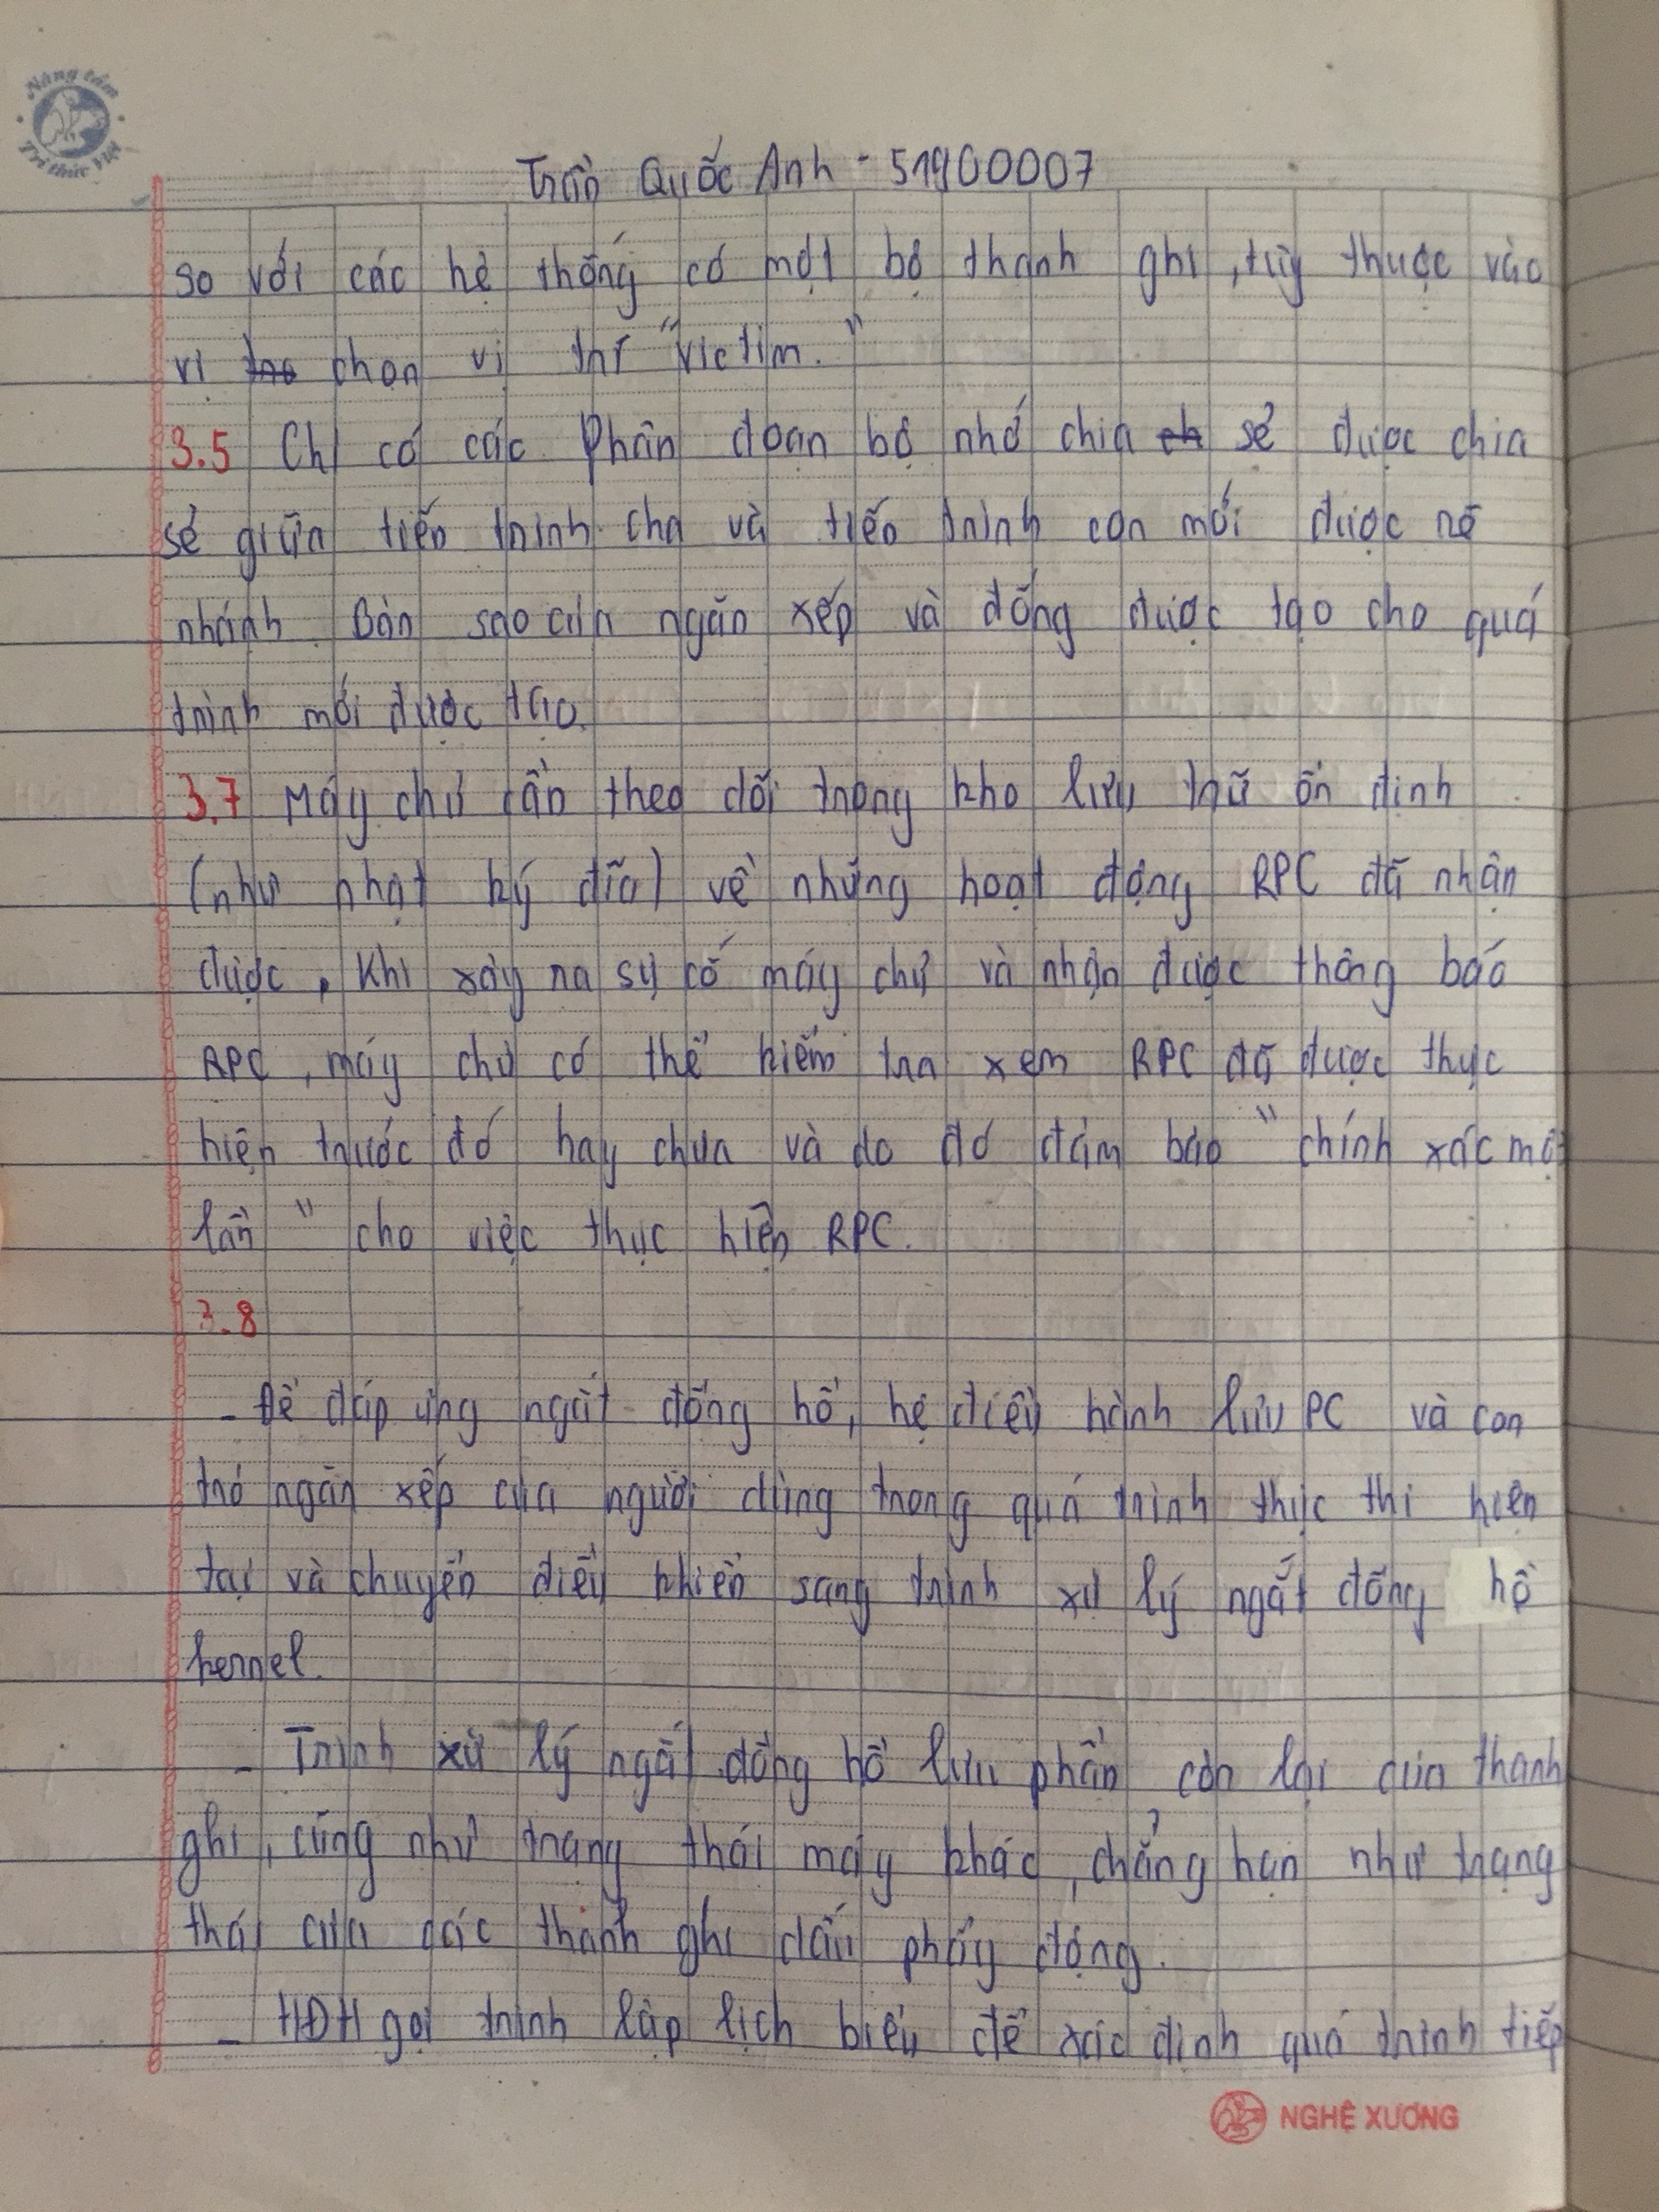 Nâng tầm
Tri thức Việt
Trần Quốc Anh - 51900007
so với các hệ thống có một bộ thanh ghi, tùy thuộc vào
vị tro chọn vị trí "victim."
3.5 Chỉ có các Phân đoạn bộ nhớ chia ch sẻ được chia
sẻ giữa tiến trình cha và tiến trình con mới được rẽ
nhánh. Bản sao của ngăn xếp và đống được tạo cho quá
trình mới được tạo.
3.7 Máy chủ cần theo dõi trong kho lưu trữ ổn định
(như nhật ký đĩa) về những hoạt động RPC đã nhận
được, Khi xảy ra sự cố máy chủ và nhận được thông báo
RPC, máy chủ có thể kiểm tra xem RPC đã được thực
hiện trước đó hay chưa và do đó đảm bảo "chính xác một
lần" cho việc thực hiện RPC.
3.8
- Để đáp ứng ngắt đồng hồ, hệ điều hành lưu PC và con
trỏ ngăn xếp của người dùng trong quá trình thực thi hiện
tại và chuyển điều khiển sang trình xử lý ngắt đồng hồ
kernel.
- Trình xử lý ngắt đồng hồ lưu phần còn lại của thanh
ghi, cũng như trạng thái máy khác, chẳng hạn như trạng
thái của các thanh ghi dấu phẩy động.
- HĐH gọi trình lập lịch biểu để xác định quá trình tiếp
NGHỆ XƯƠNG